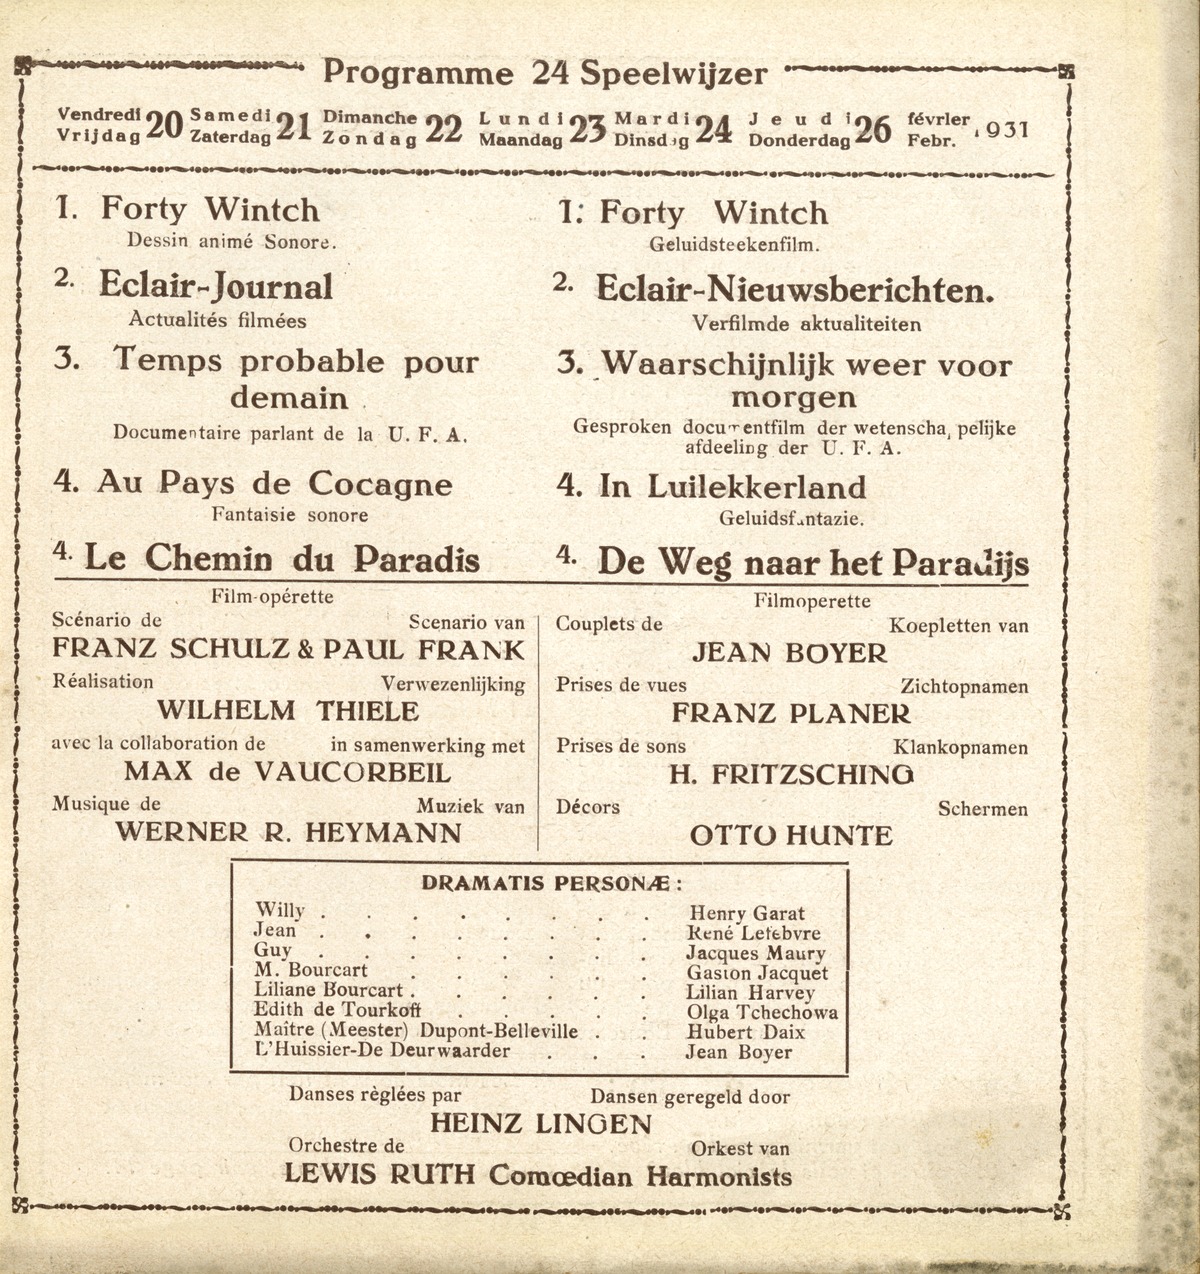 Programme 24 Speelwijzer
Vendredi Vrijdag 20 Samedi Zaterdag 21 Dimanche Zondag 22 Lundi Maandag 23 Mardi Dinsdag 24 Jeudi Donderdag 26 février Febr. 1931
1. Forty Wintch
Dessin animé Sonore.
2. Eclair-Journal
Actualités filmées
3. Temps probable pour
demain
Documentaire parlant de la U. F. A.
4. Au Pays de Cocagne
Fantaisie sonore
4. Le Chemin du Paradis
Film-opérette
1. Forty Wintch
Geluidsteekenfilm.
2. Eclair-Nieuwsberichten.
Verfilmde aktualiteiten
3. Waarschijnlijk weer voor
morgen
Gesproken documentfilm der wetenschappelijke
afdeeling der U. F. A.
4. In Luilekkerland
Geluidsfantazie.
4. De Weg naar het Paradijs
Filmoperette
Scénario de Scenario van
FRANZ SCHULZ & PAUL FRANK
Réalisation Verwezenlijking
WILHELM THIELE
avec la collaboration de in samenwerking met
MAX de VAUCORBEIL
Musique de Muziek van
WERNER R. HEYMANN
Couplets de Koepletten van
JEAN BOYER
Prises de vues Zichtopnamen
FRANZ PLANER
Prises de sons Klankopnamen
H. FRITZSCHING
Décors Schermen
OTTO HUNTE
DRAMATIS PERSONÆ :
Willy . . . . . . . . Henry Garat
Jean . . . . . . . . René Lefebvre
Guy . . . . . . . . Jacques Maury
M. Bourcart . . . . . . Gaston Jacquet
Liliane Bourcart . . . . . . Lilian Harvey
Edith de Tourkoff . . . . . Olga Tchechowa
Maître (Meester) Dupont-Belleville . . Hubert Daix
L'Huissier-De Deurwaarder . . . Jean Boyer
Danses règlées par Dansen geregeld door
HEINZ LINGEN
Orchestre de Orkest van
LEWIS RUTH Comœdian Harmonists